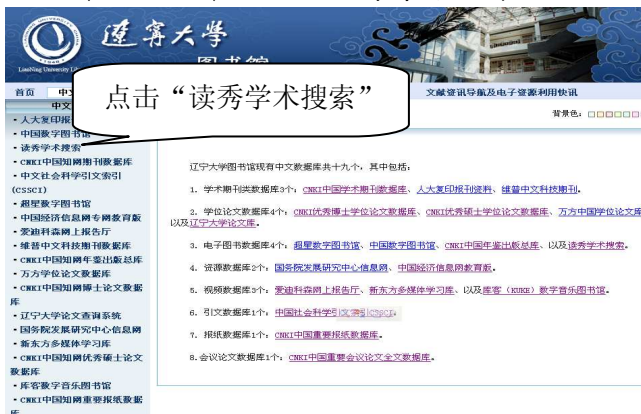 遼宁大学
图书馆
LiaoNing University
首页
文献资讯导航及电子资源利用快讯
点击“读秀学术搜索”
背景色：
· 人大复印报
· 中国数字图书馆
· 读秀学术搜索
· CNKI中国知网期刊数据库
· 中文社会科学引文索引
(CSSCI)
· 超星数字图书馆
· 中国经济信息网专网教育版
· 爱迪科森网上报告厅
· 维普中文科技期刊数据库
· CNKI中国知网年鉴出版总库
· 万方学位论文数据库
· CNKI中国知网博士论文数据
库
· 辽宁大学论文查询系统
· 国务院发展研究中心信息网
· 新东方多媒体学习库
· CNKI中国知网优秀硕士论文
数据库
· 库客数字音乐图书馆
· CNKI中国知网重要报纸数据
库
辽宁大学图书馆现有中文数据库共十九个，其中包括：
1. 学术期刊类数据库3个：CNKI中国学术期刊数据库、人大复印报刊资料、维普中文科技期刊。
2. 学位论文数据库4个：CNKI优秀博士学位论文数据库、CNKI优秀硕士学位论文数据库、万方中国学位论文库
以及辽宁大学论文库。
3. 电子图书数据库4个：超星数字图书馆、中国数字图书馆、CNKI中国年鉴出版总库、以及读秀学术搜索。
4. 资源数据库2个：国务院发展研究中心信息网、中国经济信息网教育版。
5. 视频数据库3个：爱迪科森网上报告厅、新东方多媒体学习库、以及库客（KUKE）数字音乐图书馆。
6. 引文数据库1个：中国社会科学引文索引CSSCI。
7. 报纸数据库1个：CNKI中国重要报纸数据库。
8. 会议论文数据库1个：CNKI中国重要会议论文全文数据库。